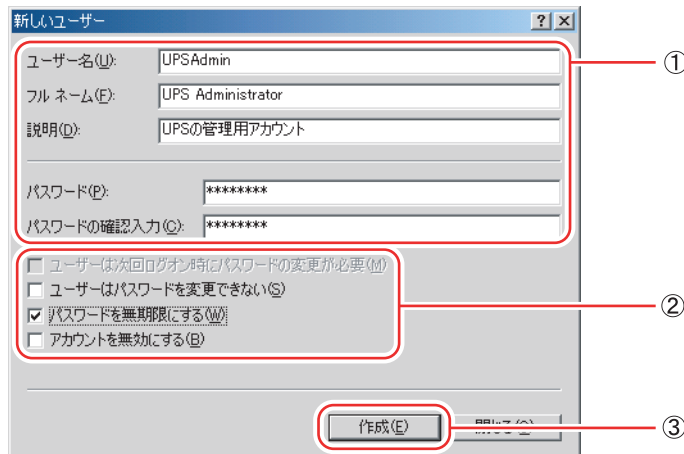 新しいユーザー
ユーザー名(U): UPSAdmin
①
フル ネーム(F): UPS Administrator
説明(D): UPSの管理用アカウント
パスワード(P): ********
パスワードの確認入力(C): ********
ユーザーは次回ログオン時にパスワードの変更が必要(M)
ユーザーはパスワードを変更できない(S)
②
パスワードを無期限にする(W)
アカウントを無効にする(B)
作成(E) 閉じる(O)
③